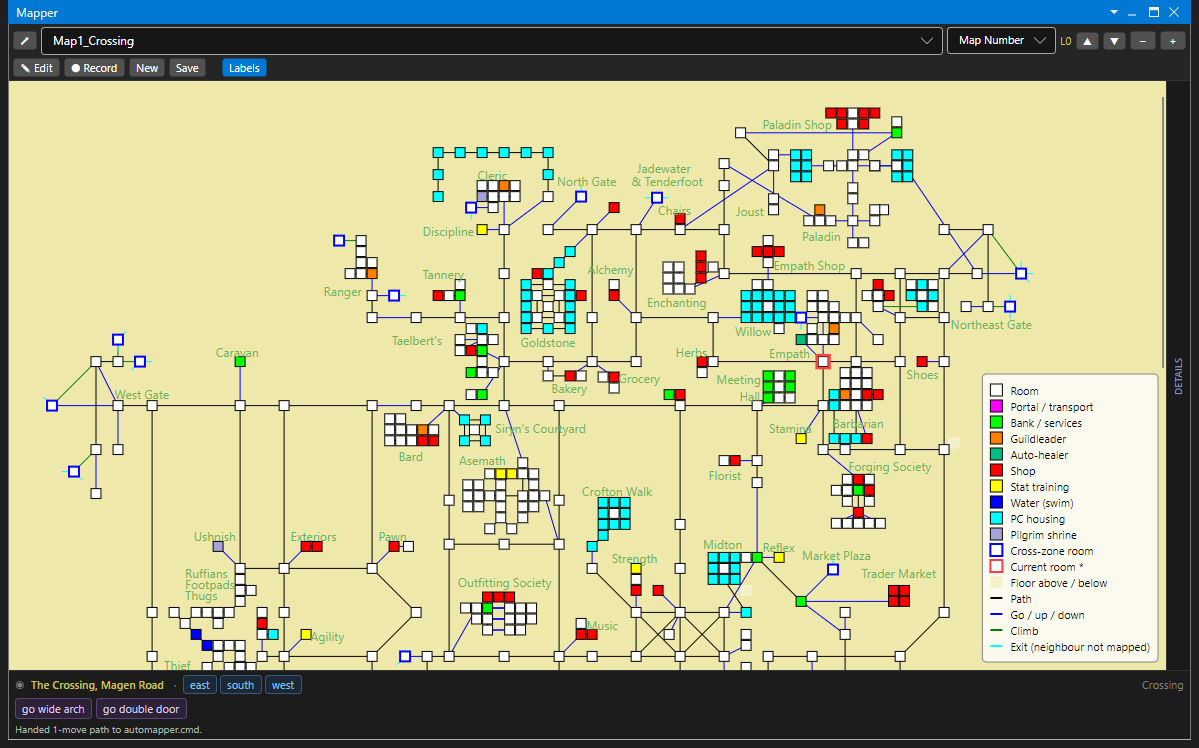 Mapper
Map1_Crossing
Map Number
L0
Edit
Record
New
Save
Labels
Paladin Shop
Cleric
North Gate
Jadewater
& Tenderfoot
Chairs
Joust
Discipline
Paladin
Empath Shop
Tannery
Alchemy
Ranger
Enchanting
Northeast Gate
Taelbert's
Goldstone
Willow
Caravan
Herbs
Empath
West Gate
Bakery
Grocery
Meeting
Hall
Shoes
DETAILS
Siryn's Courtyard
Bard
Stamina
Barbarian
Asemath
Florist
Forging Society
Crofton Walk
Ushnish
Exteriors
Pawn
Strength
Midton
Reflex
Market Plaza
Ruffians
Footpads
Thugs
Outfitting Society
Trader Market
Agility
Music
Thief
Room
Portal / transport
Bank / services
Guildleader
Auto-healer
Shop
Stat training
Water (swim)
PC housing
Pilgrim shrine
Cross-zone room
Current room *
Floor above / below
Path
Go / up / down
Climb
Exit (neighbour not mapped)
The Crossing, Magen Road · east south west
Crossing
go wide arch go double door
Handed 1-move path to automapper.cmd.